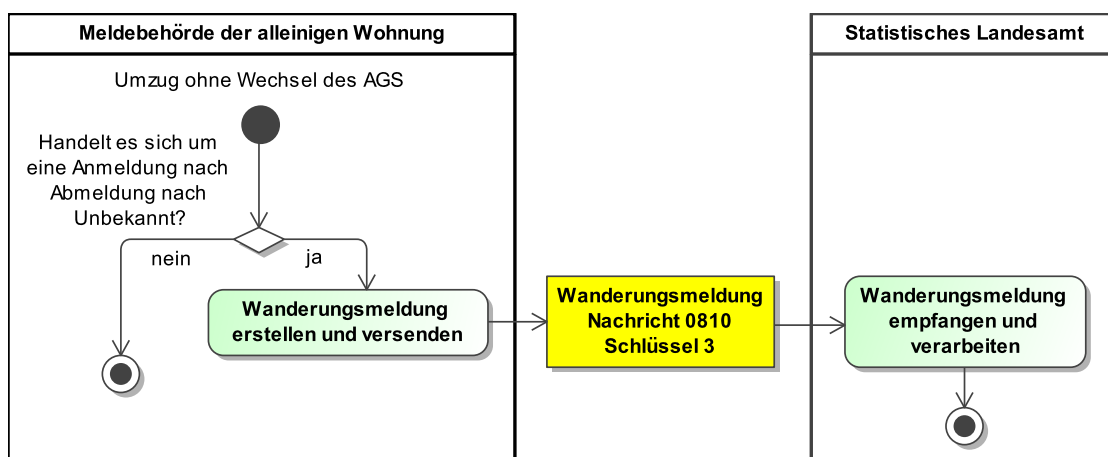 Meldebehörde der alleinigen Wohnung
Umzug ohne Wechsel des AGS
Handelt es sich um
eine Anmeldung nach
Abmeldung nach
Unbekannt?
nein
ja
Wanderungsmeldung
erstellen und versenden
Wanderungsmeldung
Nachricht 0810
Schlüssel 3
Statistisches Landesamt
Wanderungsmeldung
empfangen und
verarbeiten